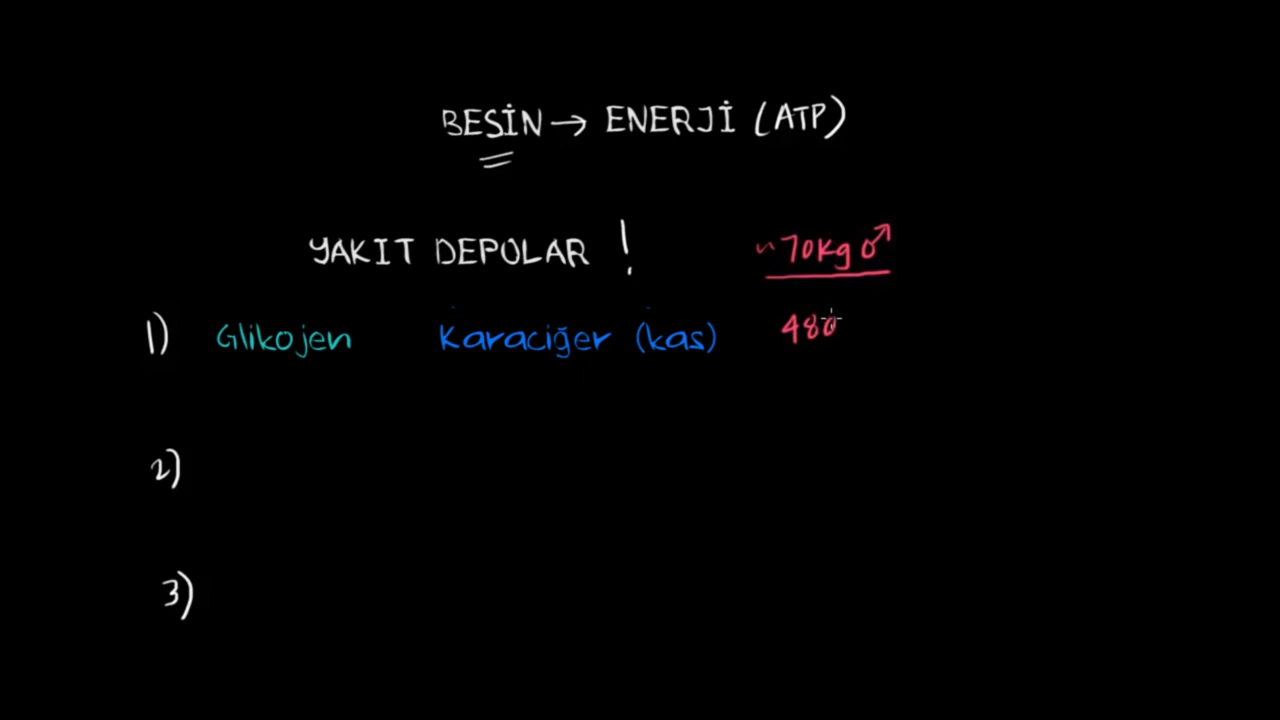 BESİN → ENERJİ (ATP)
YAKIT DEPOLAR !
~70Kg ♂
1) Glikojen Karaciğer (kas) 480
2)
3)